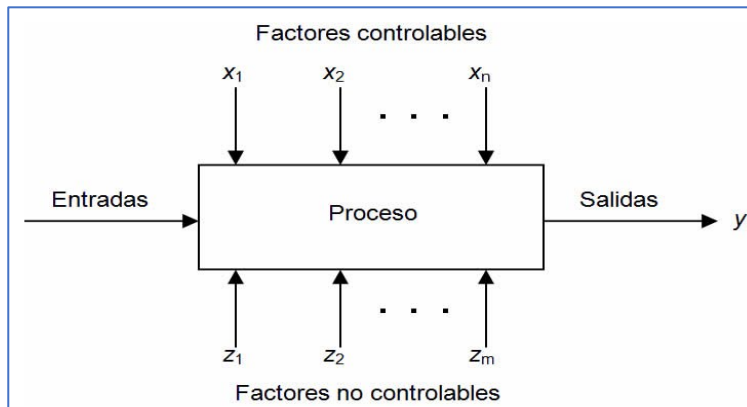 Factores controlables
x1 x2 xn
. . .
Entradas Proceso Salidas y
. . .
z1 z2 zm
Factores no controlables